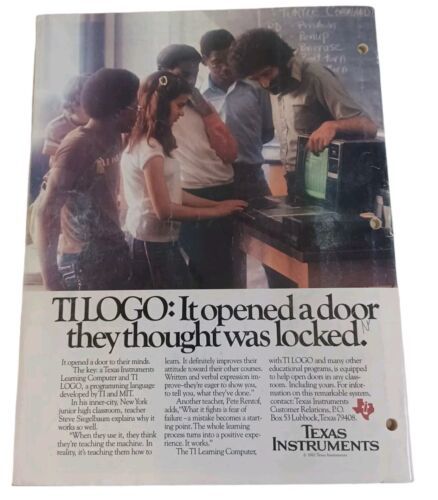 TURTLE COMMANDS
TI LOGO: It opened a door
they thought was locked.
It opened a door to their minds.
The key: a Texas Instruments
Learning Computer and TI
LOGO, a programming language
developed by TI and MIT.
In his inner-city, New York
junior high classroom, teacher
Steve Siegelbaum explains why it
works so well.
"When they use it, they think
they're teaching the machine. In
reality, it's teaching them how to
learn. It definitely improves their
attitude toward their other courses.
Written and verbal expression im-
prove–they're eager to show you,
to tell you, what they've done."
Another teacher, Pete Rentof,
adds, "What it fights is fear of
failure –a mistake becomes a start-
ing point. The whole learning
process turns into a positive expe-
rience. It works."
The TI Learning Computer,
with TI LOGO and many other
educational programs, is equipped
to help open doors in any class-
room. Including yours. For infor-
mation on this remarkable system,
contact: Texas Instruments
Customer Relations, P.O.
Box 53 Lubbock, Texas 79408.
TEXAS
INSTRUMENTS